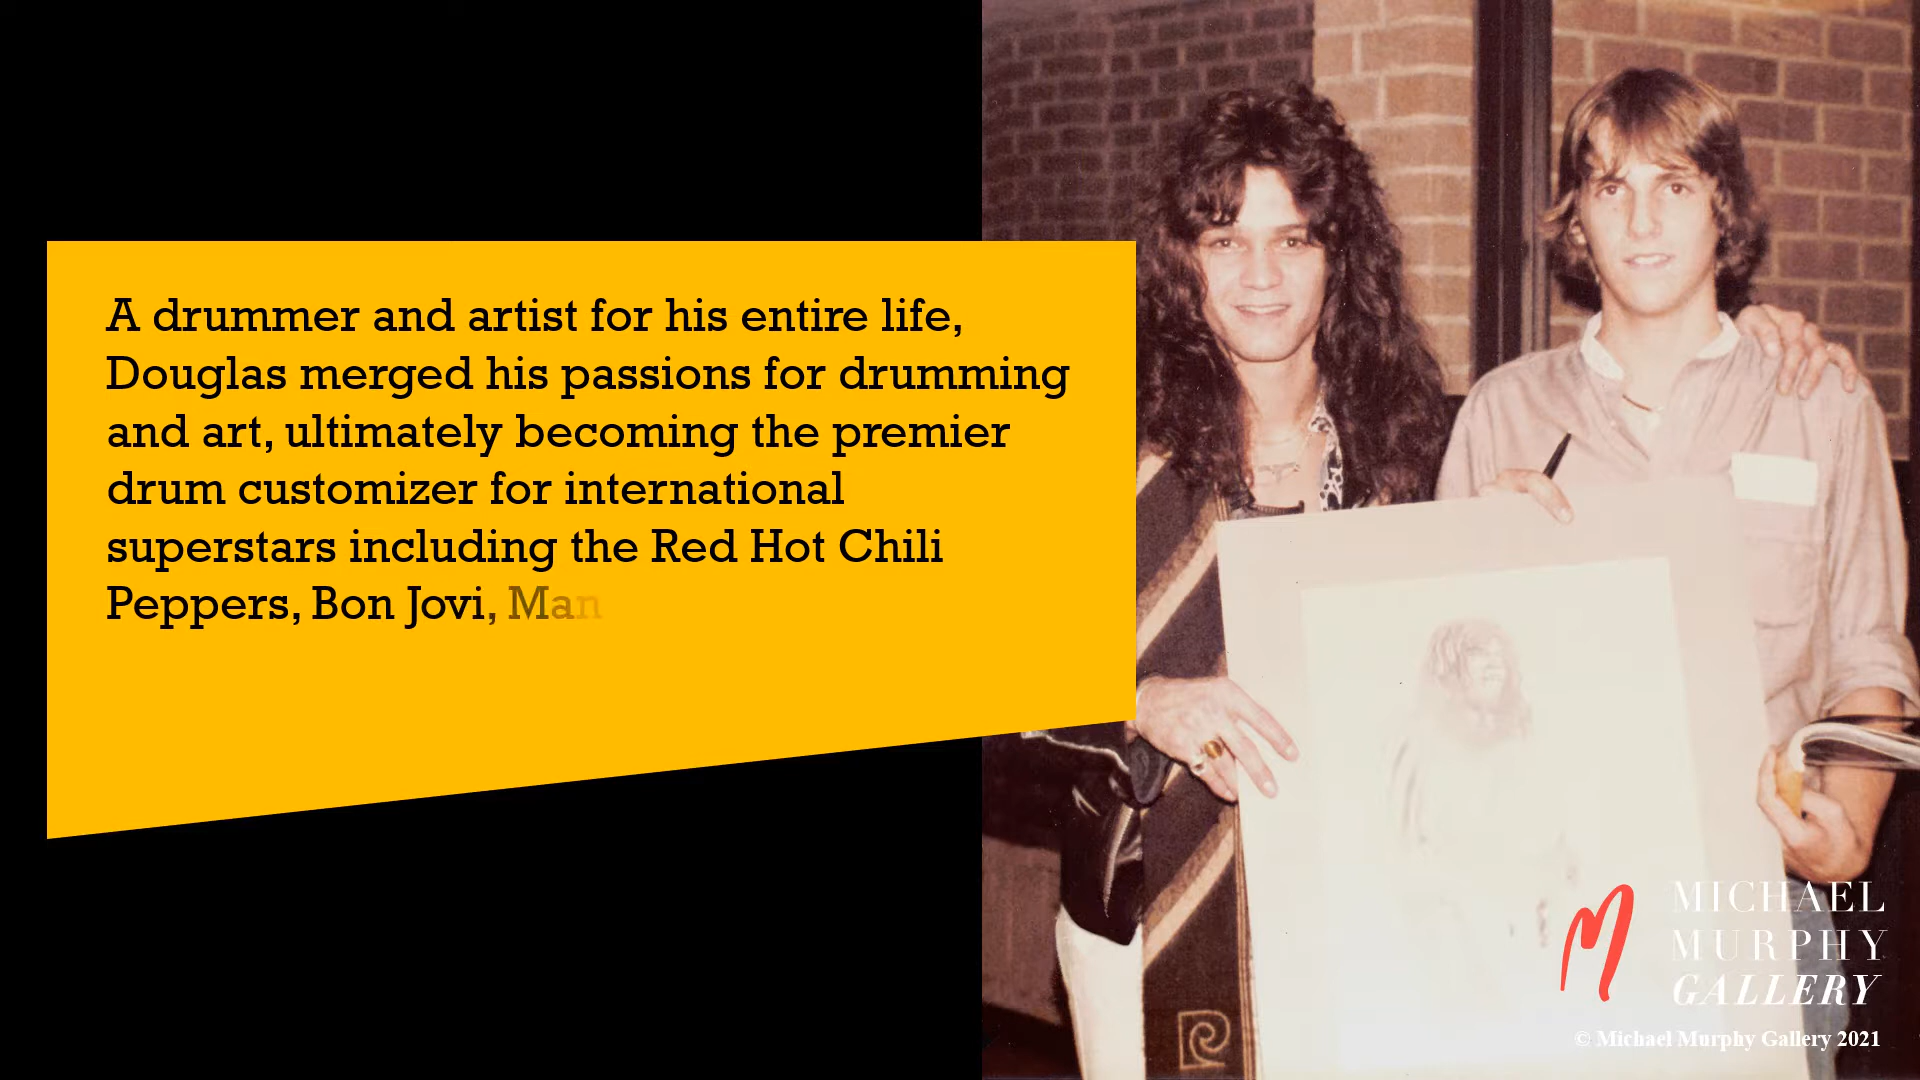 A drummer and artist for his entire life,
Douglas merged his passions for drumming
and art, ultimately becoming the premier
drum customizer for international
superstars including the Red Hot Chili
Peppers, Bon Jovi, Man
MICHAEL
MURPHY
GALLERY
© Michael Murphy Gallery 2021